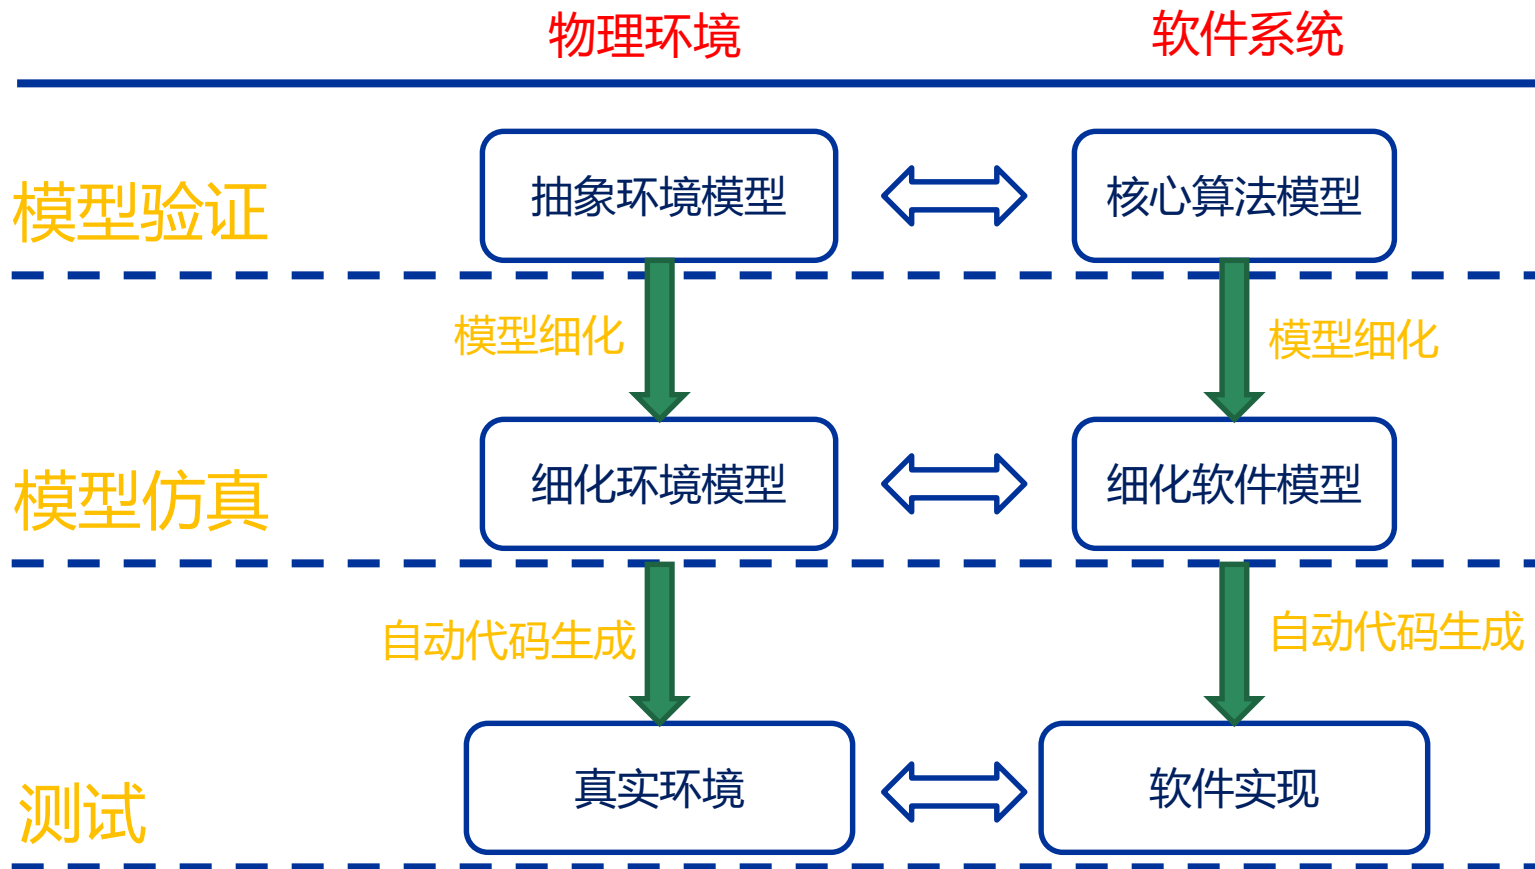 物理环境
软件系统
模型验证
抽象环境模型
核心算法模型
模型细化
模型细化
模型仿真
细化环境模型
细化软件模型
自动代码生成
自动代码生成
测试
真实环境
软件实现